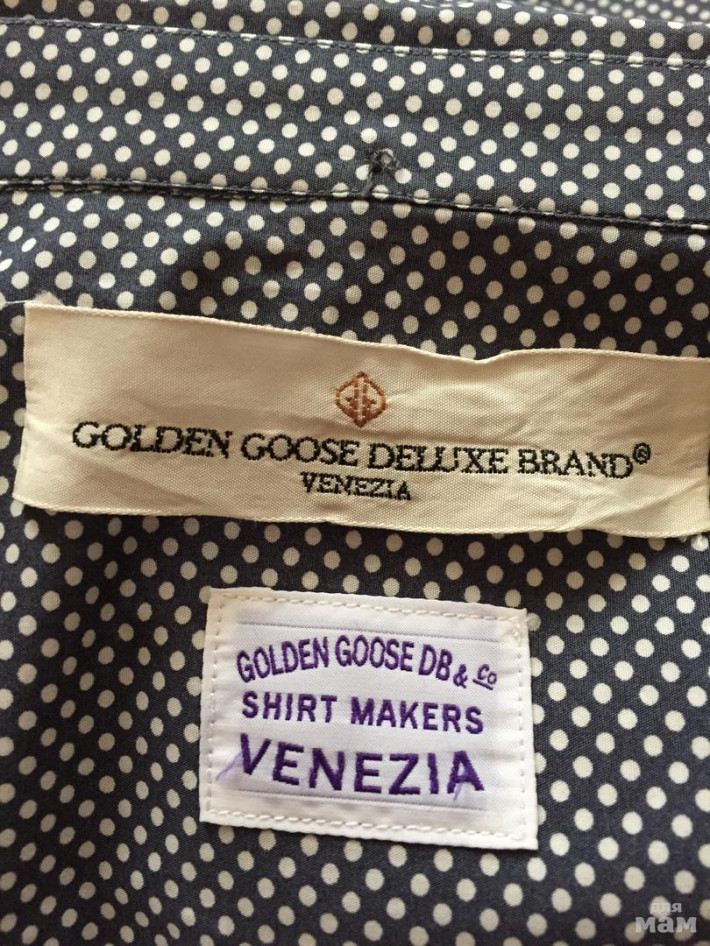 GOLDEN GOOSE DELUXE BRAND®
VENEZIA
GOLDEN GOOSE DB & Co
SHIRT MAKERS
VENEZIA
для
мам